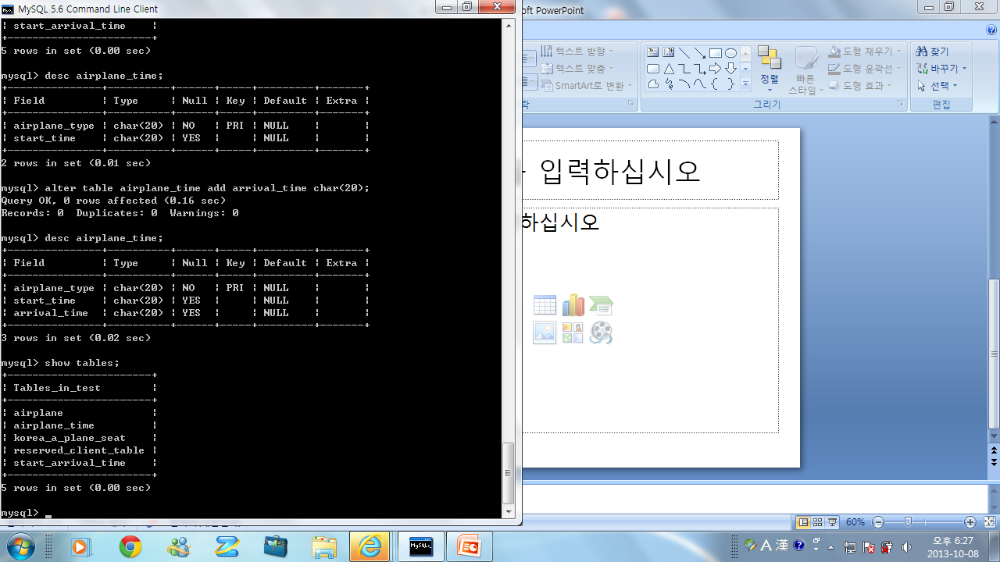 MySQL 5.6 Command Line Client
| start_arrival_time    |
+-----------------------+
5 rows in set (0.00 sec)
mysql> desc airplane_time;
+---------------+----------+------+-----+---------+-------+
| Field         | Type     | Null | Key | Default | Extra |
+---------------+----------+------+-----+---------+-------+
| airplane_type | char(20) | NO   | PRI | NULL    |       |
| start_time    | char(20) | YES  |     | NULL    |       |
+---------------+----------+------+-----+---------+-------+
2 rows in set (0.01 sec)
mysql> alter table airplane_time add arrival_time char(20);
Query OK, 0 rows affected (0.16 sec)
Records: 0  Duplicates: 0  Warnings: 0
mysql> desc airplane_time;
+---------------+----------+------+-----+---------+-------+
| Field         | Type     | Null | Key | Default | Extra |
+---------------+----------+------+-----+---------+-------+
| airplane_type | char(20) | NO   | PRI | NULL    |       |
| start_time    | char(20) | YES  |     | NULL    |       |
| arrival_time  | char(20) | YES  |     | NULL    |       |
+---------------+----------+------+-----+---------+-------+
3 rows in set (0.02 sec)
mysql> show tables;
+-----------------------+
| Tables_in_test        |
+-----------------------+
| airplane              |
| airplane_time         |
| korea_a_plane_seat    |
| reserved_client_table |
| start_arrival_time    |
+-----------------------+
5 rows in set (0.00 sec)
mysql> _
oft PowerPoint
텍스트 방향
텍스트 맞춤
SmartArt로 변환
정렬
빠른
스타일
도형 채우기
도형 윤곽선
도형 효과
그리기
찾기
바꾸기
선택
편집
입력하십시오
하십시오
60%
A 漢
오후 6:27
2013-10-08